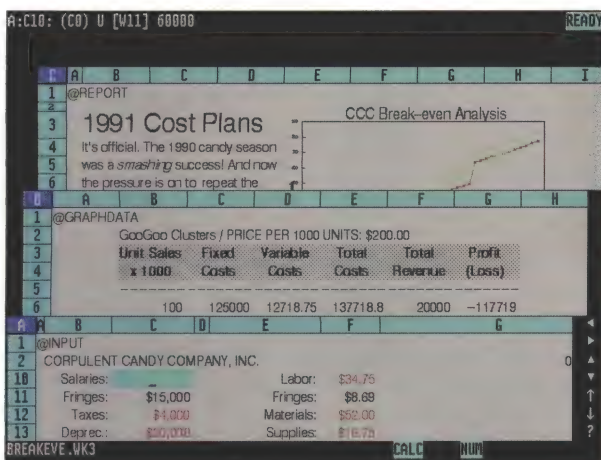 A:C10: (C0) U [W11] 60000 READY
C A B C D E F G H I
1 @REPORT
2
3 1991 Cost Plans CCC Break-even Analysis
4 It's official. The 1990 candy season
5 was a smashing success! And now
6 the pressure is on to repeat the
B A B C D E F G H
1 @GRAPHDATA
2 GooGoo Clusters / PRICE PER 1000 UNITS: $200.00
3 Unit Sales Fixed Variable Total Total Profit
4 x 1000 Costs Costs Costs Revenue (Loss)
5
6 100 125000 12718.75 137718.8 20000 -117719
A A B C D E F G
1 @INPUT
2 CORPULENT CANDY COMPANY, INC. 0
10 Salaries: Labor: $34.75
11 Fringes: $15,000 Fringes: $8.69
12 Taxes: $4,000 Materials: $52.00
13 Deprec.: Supplies:
?
BREAKEVE.WK3 CALC NUM